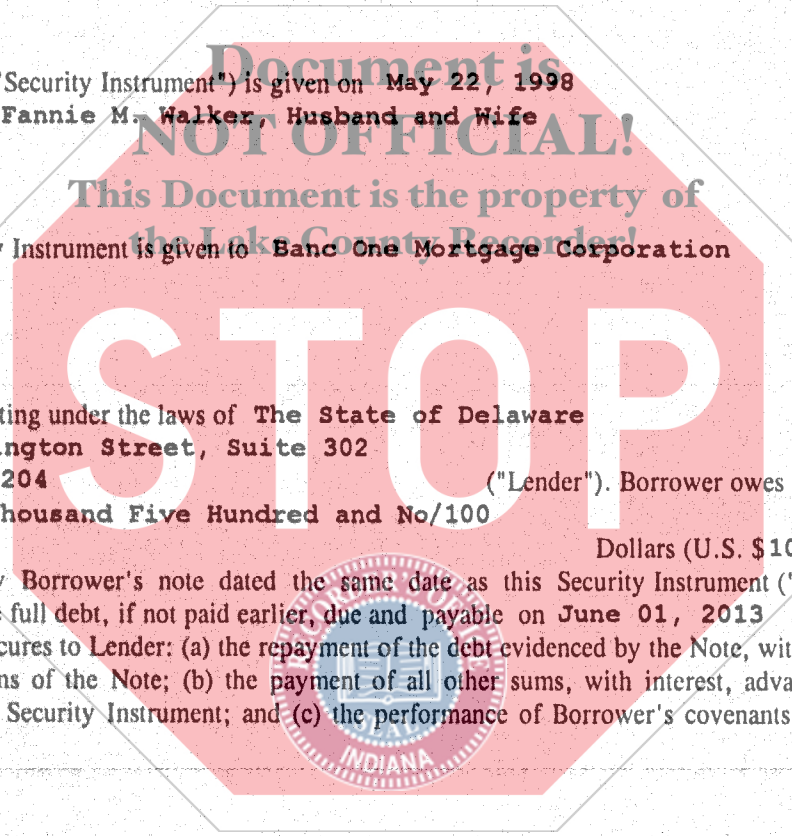 Document is
"Security Instrument") is given on May 22, 1998
Fannie M. Walker, Husband and Wife
NOT OFFICIAL!
This Document is the property of
the Lake County Recorder!
Instrument is given to Banc One Mortgage Corporation
STOP
ting under the laws of The State of Delaware
ington Street, Suite 302
204 ("Lender"). Borrower owes
housand Five Hundred and No/100
Dollars (U.S. $10
y Borrower's note dated the same date as this Security Instrument ("
e full debt, if not paid earlier, due and payable on June 01, 2013
cures to Lender: (a) the repayment of the debt evidenced by the Note, wit
ns of the Note; (b) the payment of all other sums, with interest, adva
Security Instrument; and (c) the performance of Borrower's covenants
SEAL
INDIANA